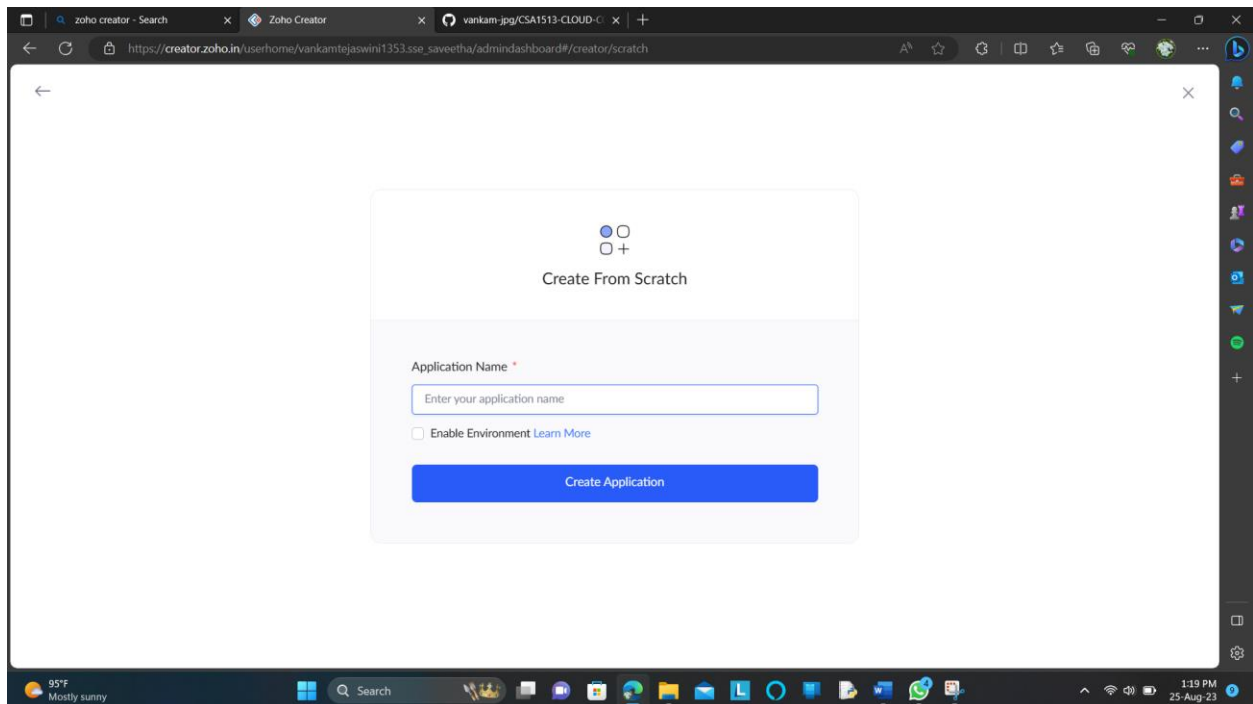 zoho creator - Search
Zoho Creator
vankam-jpg/CSA1513-CLOUD-C
https://creator.zoho.in/userhome/vankamtejaswini1353.sse_saveetha/admindashboard#/creator/scratch
Create From Scratch
Application Name *
Enter your application name
Enable Environment Learn More
Create Application
95°F
Mostly sunny
Search
1:19 PM
25-Aug-23
9